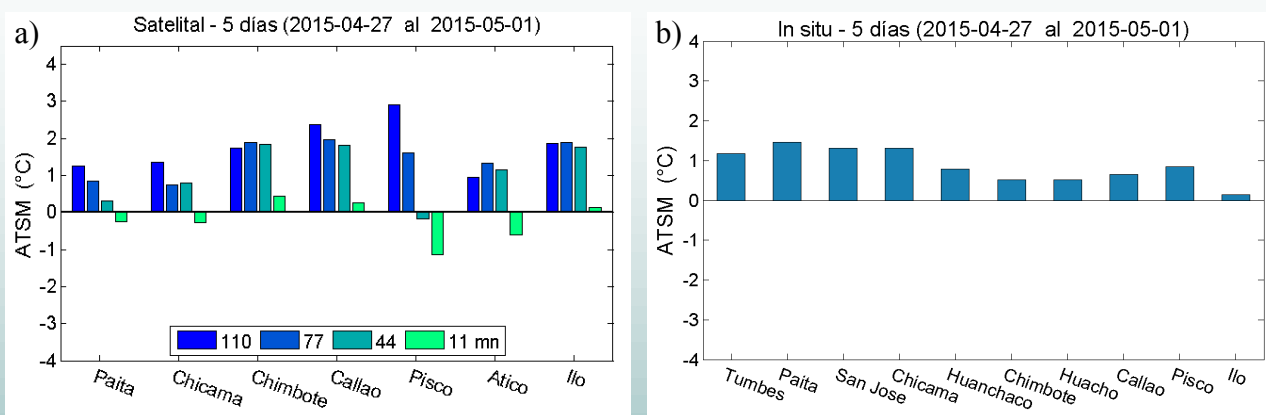 a)
Satelital - 5 días (2015-04-27 al 2015-05-01)
ATSM (°C)
4
3
2
1
0
-1
-2
-3
-4
110 77 44 11 mn
Paita Chicama Chimbote Callao Pisco Atico Ilo
b)
In situ - 5 días (2015-04-27 al 2015-05-01)
ATSM (°C)
4
3
2
1
0
-1
-2
-3
-4
Tumbes Paita San Jose Chicama Huanchaco Chimbote Huacho Callao Pisco Ilo